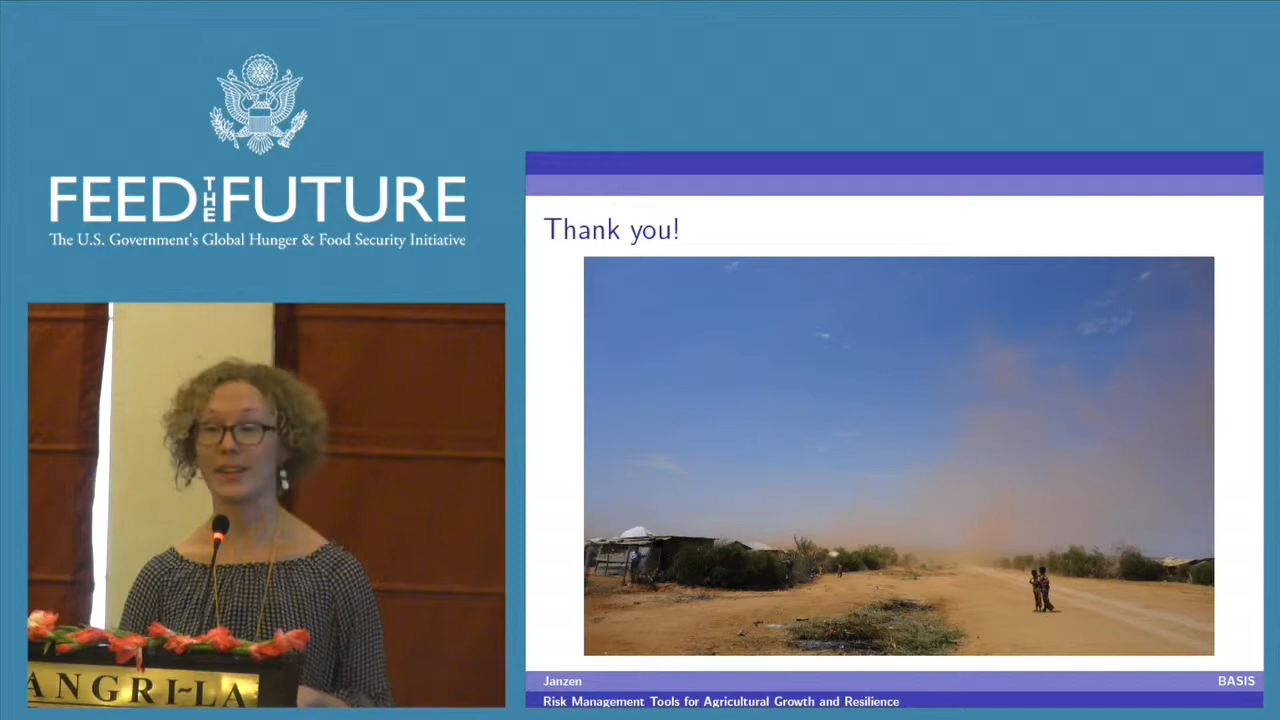 FEED THE FUTURE
The U.S. Government's Global Hunger & Food Security Initiative
Thank you!
ANGRI~LA
Janzen
BASIS
Risk Management Tools for Agricultural Growth and Resilience